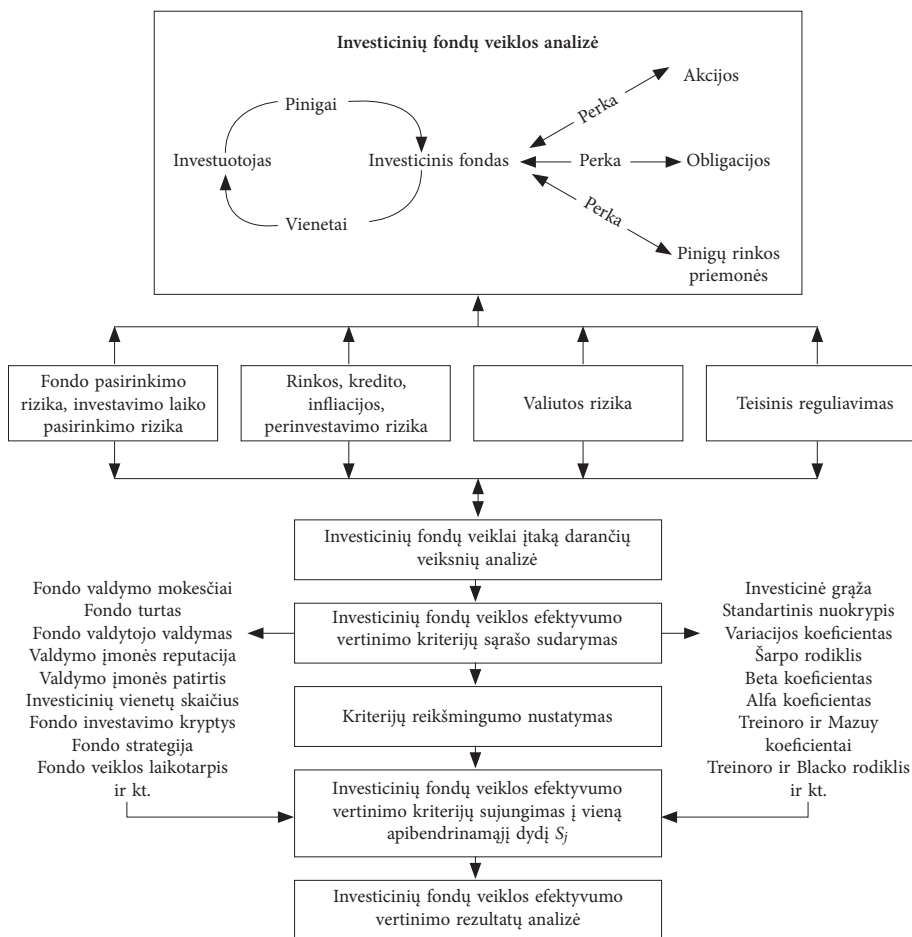 Investicinių fondų veiklos analizė
Pinigai
Investuotojas
Investicinis fondas
Vienetai
Perka
Akcijos
Perka
Obligacijos
Perka
Pinigų rinkos
priemonės
Fondo pasirinkimo
rizika, investavimo laiko
pasirinkimo rizika
Rinkos, kredito,
infliacijos,
perinvestavimo rizika
Valiutos rizika
Teisinis reguliavimas
Investicinių fondų veiklai įtaką darančių
veiksnių analizė
Fondo valdymo mokesčiai
Fondo turtas
Fondo valdytojo valdymas
Valdymo įmonės reputacija
Valdymo įmonės patirtis
Investicinių vienetų skaičius
Fondo investavimo kryptys
Fondo strategija
Fondo veiklos laikotarpis
ir kt.
Investicinių fondų veiklos efektyvumo
vertinimo kriterijų sąrašo sudarymas
Investicinė grąža
Standartinis nuokrypis
Variacijos koeficientas
Šarpo rodiklis
Beta koeficientas
Alfa koeficientas
Treinoro ir Mazuy
koeficientai
Treinoro ir Blacko rodiklis
ir kt.
Kriterijų reikšmingumo nustatymas
Investicinių fondų veiklos efektyvumo
vertinimo kriterijų sujungimas į vieną
apibendrinamąjį dydį Sj
Investicinių fondų veiklos efektyvumo
vertinimo rezultatų analizė